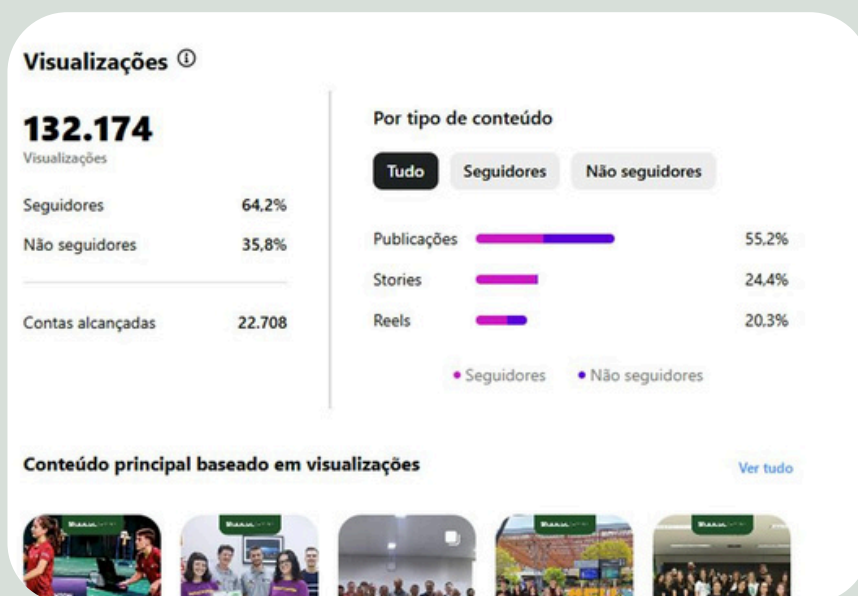 Visualizações
132.174
Visualizações
Seguidores 64,2%
Não seguidores 35,8%
Contas alcançadas 22.708
Por tipo de conteúdo
Tudo Seguidores Não seguidores
Publicações 55,2%
Stories 24,4%
Reels 20,3%
Seguidores Não seguidores
Conteúdo principal baseado em visualizações
Ver tudo